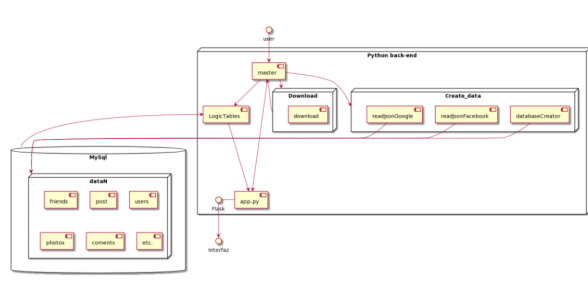 user
Python back-end
master
Download
Create_data
LogicTables
download
readjsonGoogle
readjsonFacebook
databaseCreator
MySql
dataN
friends
post
users
app.py
Flask
photos
coments
etc.
Interfaz